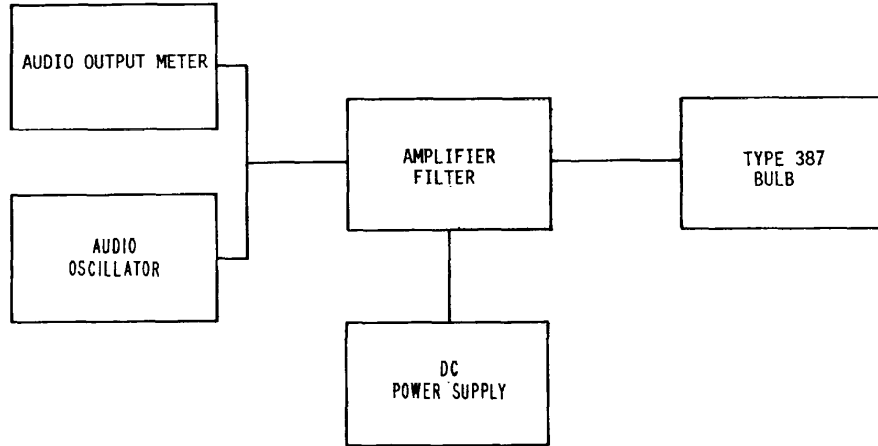 AUDIO OUTPUT METER
AMPLIFIER
FILTER
TYPE 387
BULB
AUDIO
OSCILLATOR
DC
POWER SUPPLY